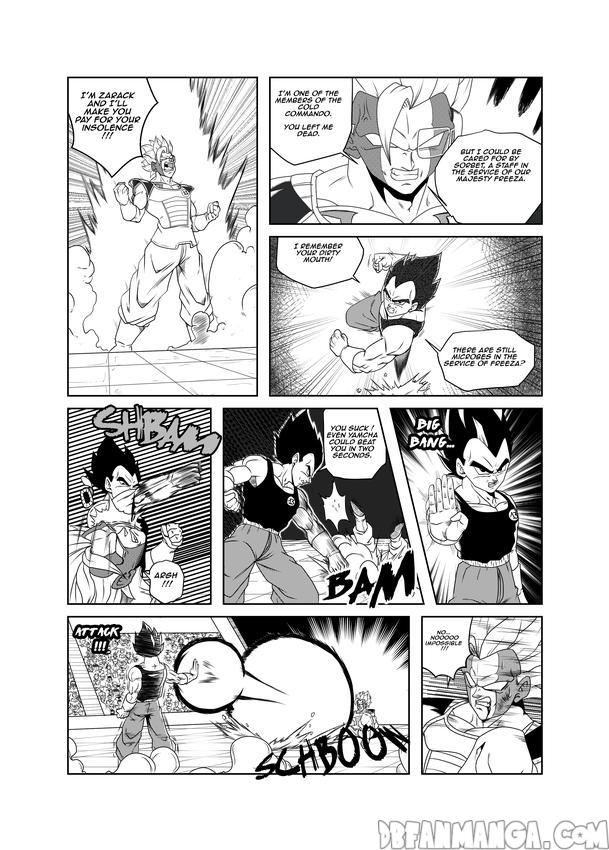 I'M ZARACK
AND I'LL
MAKE YOU
PAY FOR YOUR
INSOLENCE
!!!
I'M ONE OF THE
MEMBERS OF THE
COLD
COMMANDO.
YOU LEFT ME
DEAD.
BUT I COULD BE
CARED FOR BY
SORBET, A STAFF IN
THE SERVICE OF OUR
MAJESTY FREEZA.
I REMEMBER
YOUR DIRTY
MOUTH!
THERE ARE STILL
MICROBES IN THE
SERVICE OF FREEZA?
SHBAM
ARGH
!!!
YOU SUCK !
EVEN YAMCHA
COULD BEAT
YOU IN TWO
SECONDS.
BAM
BIG
BANG...
ATTACK
!!!
SCHBOOM
NO...
NOOOOO
IMPOSSIBLE
!!!
DBFANMANGA.COM